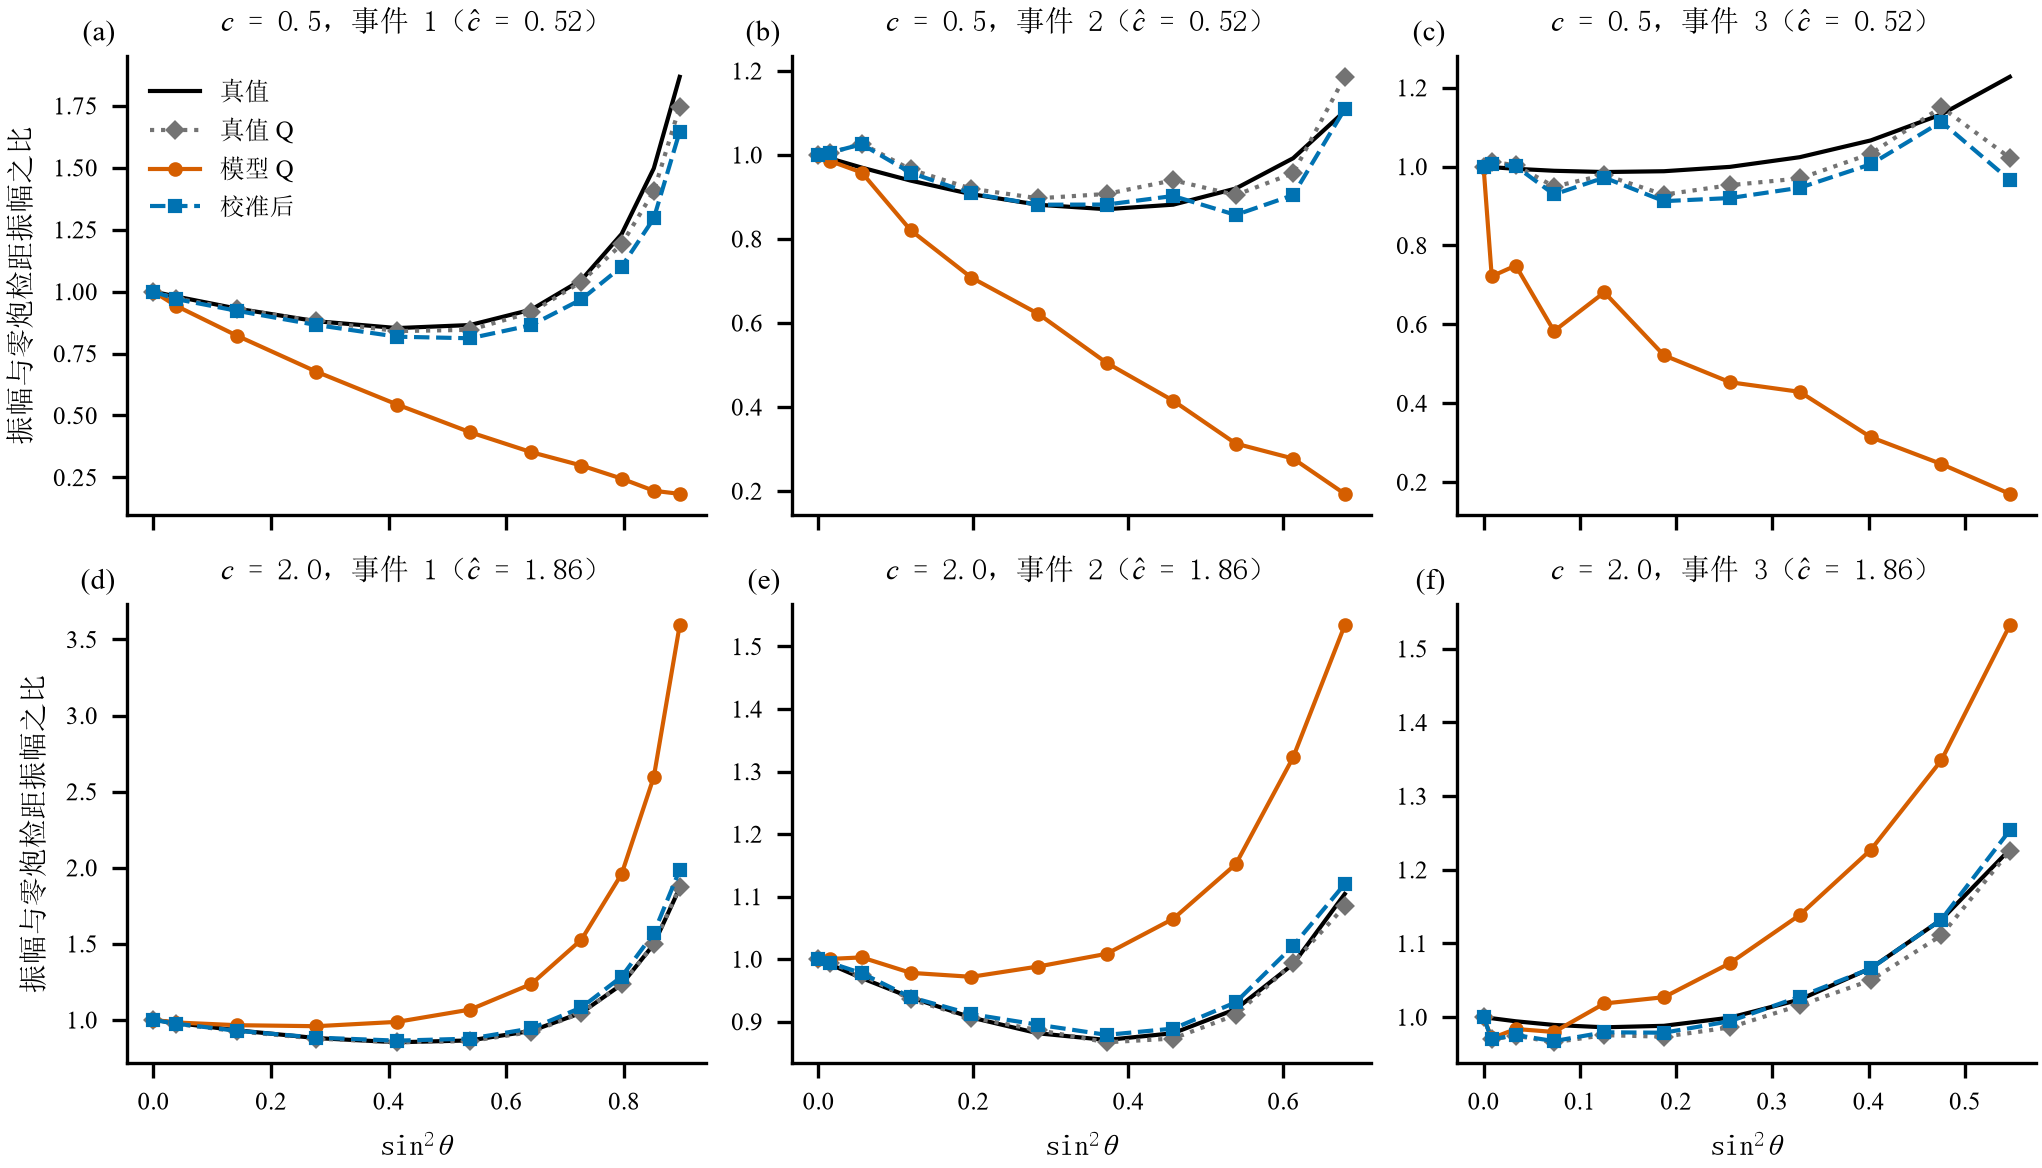 (a) c = 0.5, 事件 1 (ĉ = 0.52)
(b) c = 0.5, 事件 2 (ĉ = 0.52)
(c) c = 0.5, 事件 3 (ĉ = 0.52)
振幅与零炮检距振幅之比
1.75
1.50
1.25
1.00
0.75
0.50
0.25
真值
真值 Q
模型 Q
校准后
1.2
1.0
0.8
0.6
0.4
0.2
1.2
1.0
0.8
0.6
0.4
0.2
(d) c = 2.0, 事件 1 (ĉ = 1.86)
(e) c = 2.0, 事件 2 (ĉ = 1.86)
(f) c = 2.0, 事件 3 (ĉ = 1.86)
振幅与零炮检距振幅之比
3.5
3.0
2.5
2.0
1.5
1.0
0.0 0.2 0.4 0.6 0.8
sin²θ
1.5
1.4
1.3
1.2
1.1
1.0
0.9
0.0 0.2 0.4 0.6
sin²θ
1.5
1.4
1.3
1.2
1.1
1.0
0.0 0.1 0.2 0.3 0.4 0.5
sin²θ